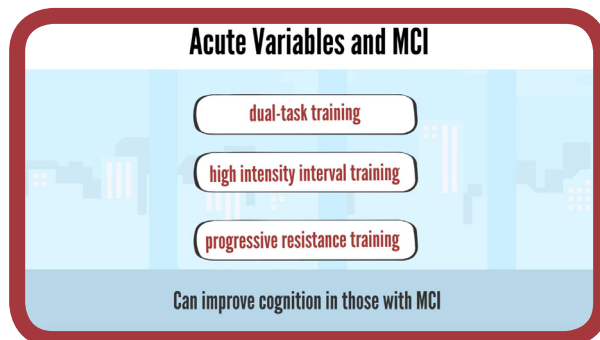 Acute Variables and MCI
dual-task training
high intensity interval training
progressive resistance training
Can improve cognition in those with MCI